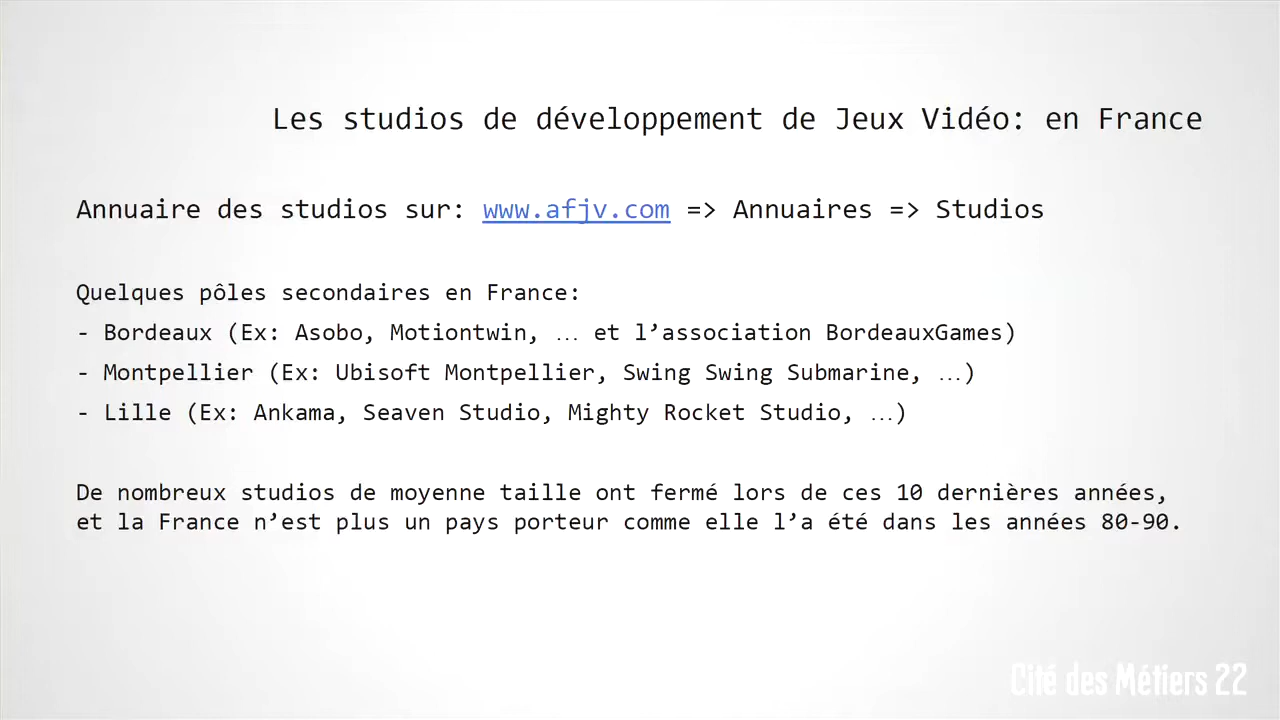 Les studios de développement de Jeux Vidéo: en France
Annuaire des studios sur: www.afjv.com => Annuaires => Studios
Quelques pôles secondaires en France:
- Bordeaux (Ex: Asobo, Motiontwin, … et l’association BordeauxGames)
- Montpellier (Ex: Ubisoft Montpellier, Swing Swing Submarine, …)
- Lille (Ex: Ankama, Seaven Studio, Mighty Rocket Studio, …)
De nombreux studios de moyenne taille ont fermé lors de ces 10 dernières années,
et la France n’est plus un pays porteur comme elle l’a été dans les années 80-90.
Cité des Métiers 22